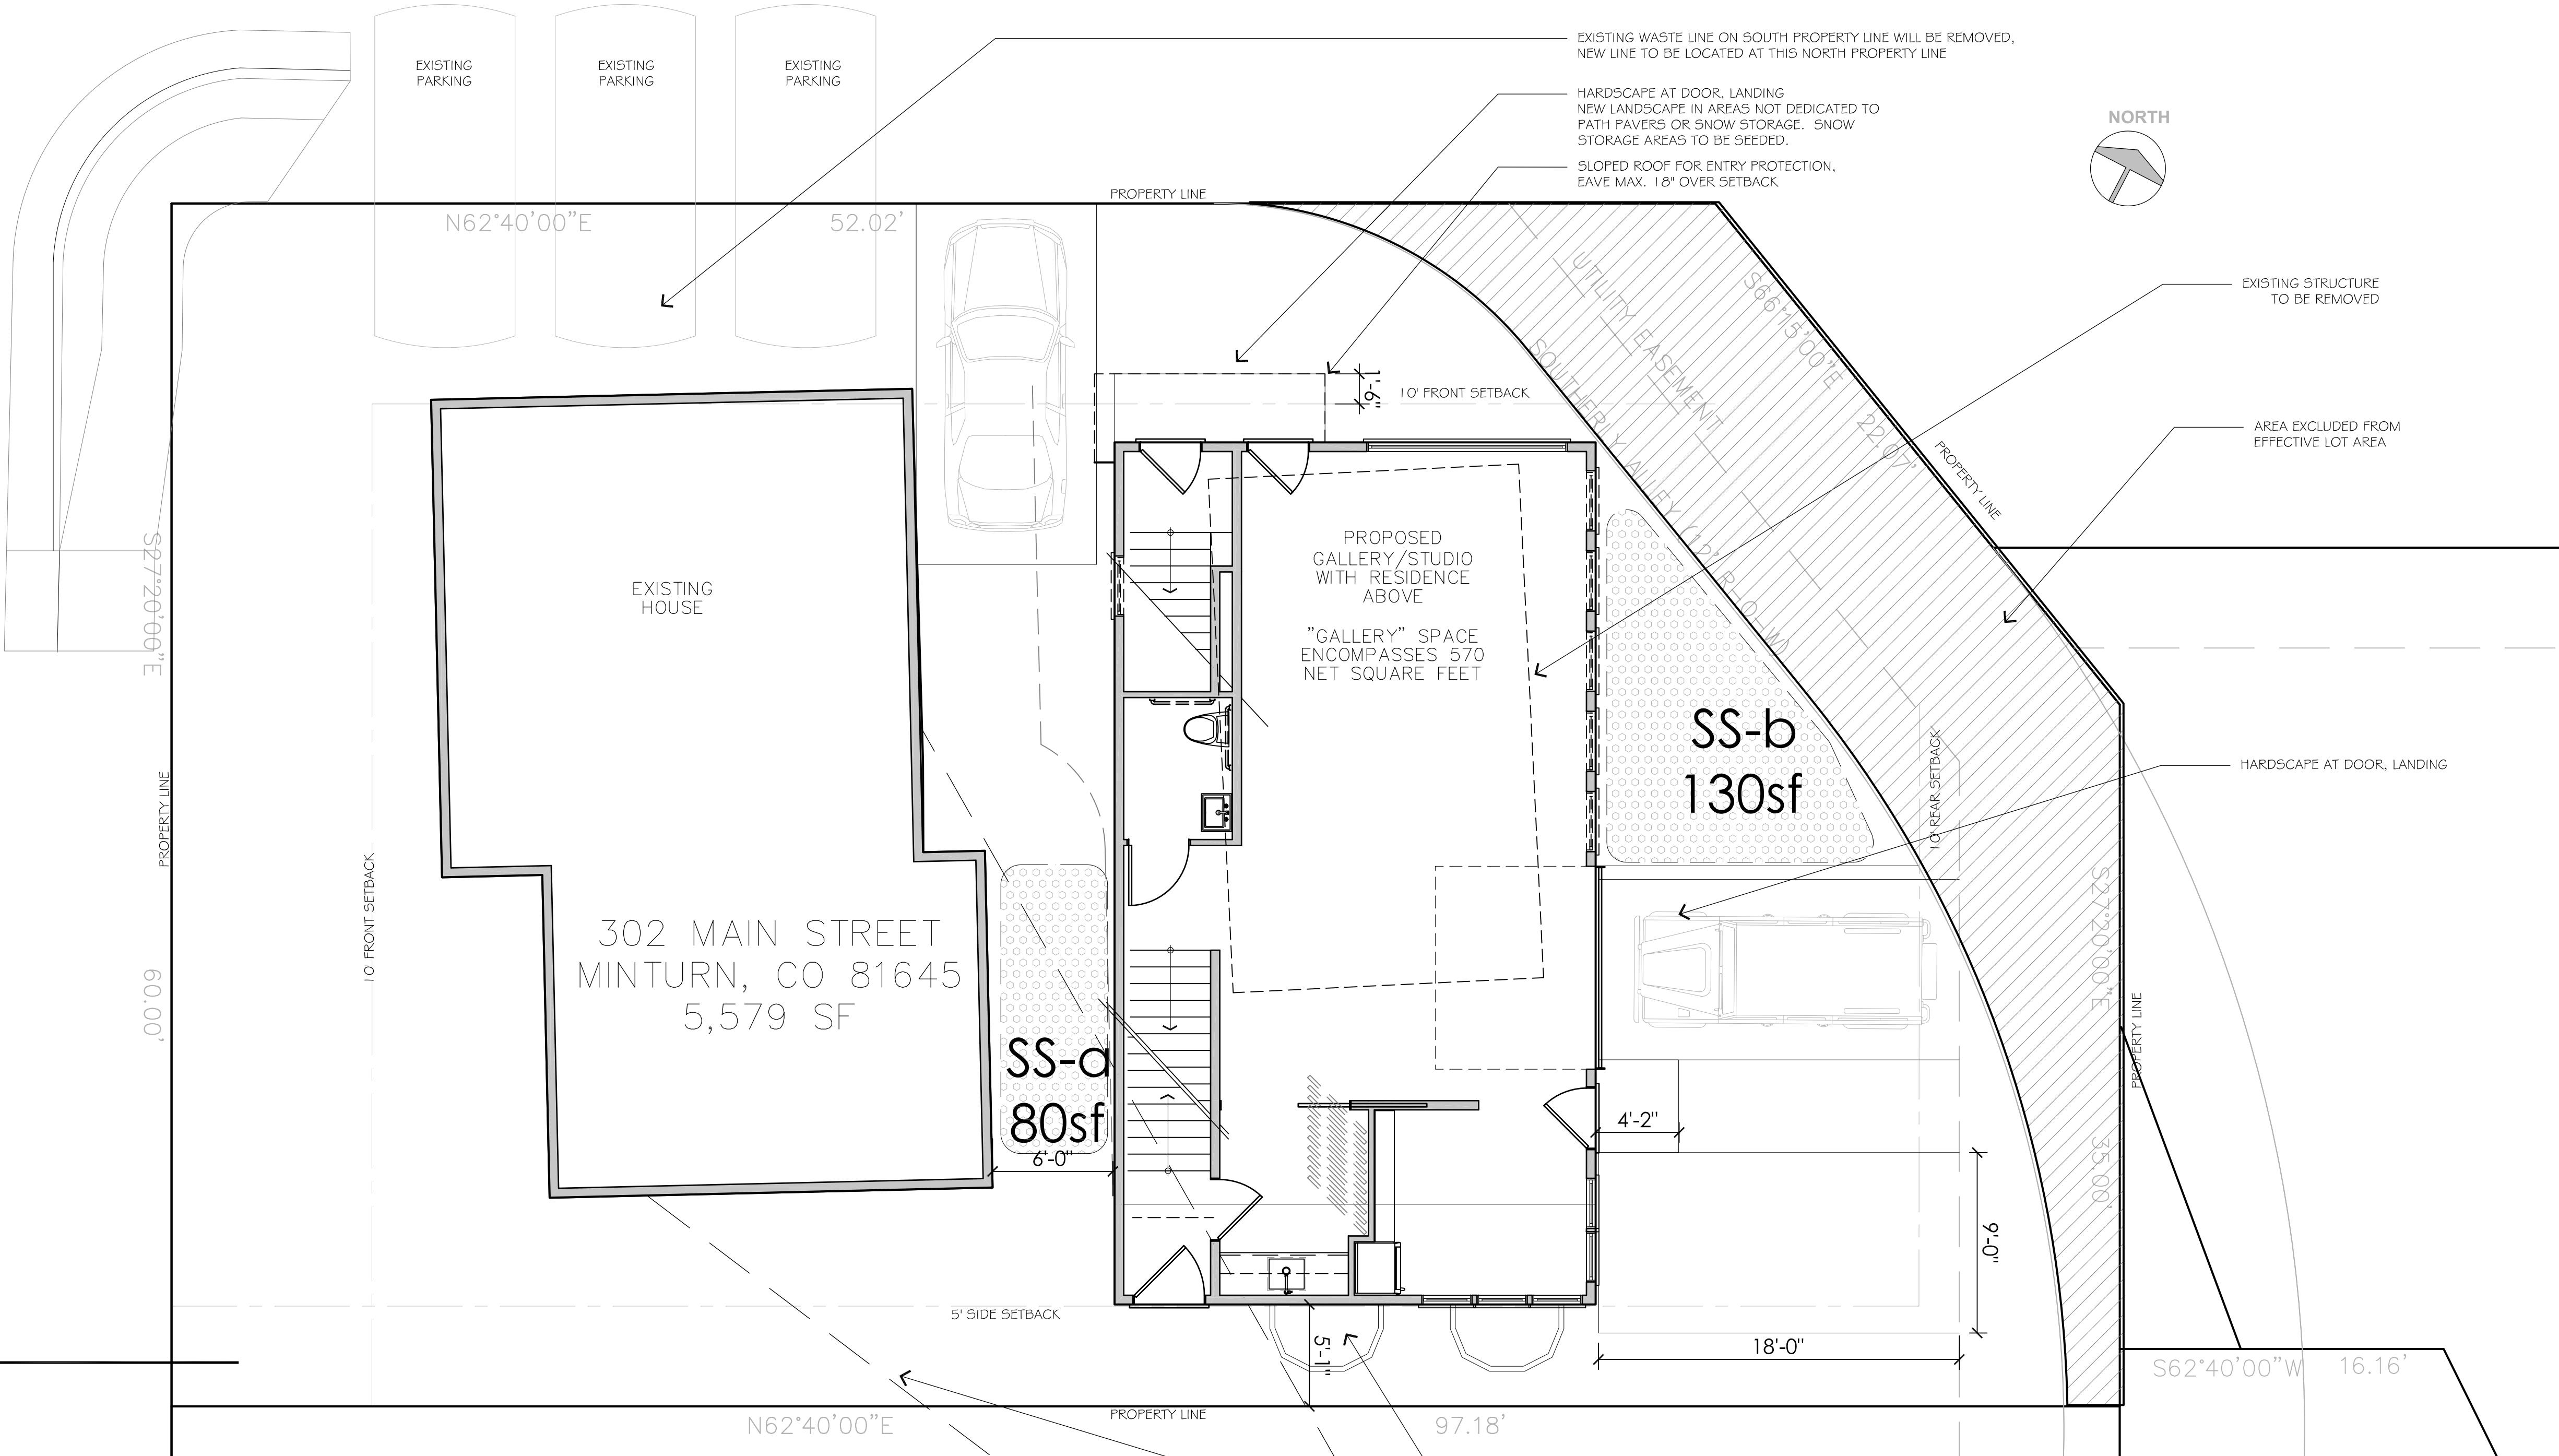 EXISTING
PARKING
EXISTING
PARKING
EXISTING
PARKING
EXISTING WASTE LINE ON SOUTH PROPERTY LINE WILL BE REMOVED,
NEW LINE TO BE LOCATED AT THIS NORTH PROPERTY LINE
HARDSCAPE AT DOOR, LANDING
NEW LANDSCAPE IN AREAS NOT DEDICATED TO
PATH PAVERS OR SNOW STORAGE. SNOW
STORAGE AREAS TO BE SEEDED.
SLOPED ROOF FOR ENTRY PROTECTION,
EAVE MAX. 18" OVER SETBACK
NORTH
PROPERTY LINE
N62°40'00"E
52.02'
UTILITY EASEMENT
S66°15'00"E
22.07'
SOUTHERLY ALLEY (12' R.O.W)
EXISTING STRUCTURE
TO BE REMOVED
1'-6"
10' FRONT SETBACK
AREA EXCLUDED FROM
EFFECTIVE LOT AREA
PROPERTY LINE
S27°20'00"E
EXISTING
HOUSE
PROPOSED
GALLERY/STUDIO
WITH RESIDENCE
ABOVE
"GALLERY" SPACE
ENCOMPASSES 570
NET SQUARE FEET
SS-b
130sf
10' REAR SETBACK
HARDSCAPE AT DOOR, LANDING
PROPERTY LINE
10' FRONT SETBACK
60.00'
302 MAIN STREET
MINTURN, CO 81645
5,579 SF
SS-a
80sf
6'-0"
S27°20'00"E
PROPERTY LINE
35.00'
4'-2"
9'-0"
5' SIDE SETBACK
5'-1"
18'-0"
S62°40'00"W
16.16'
PROPERTY LINE
N62°40'00"E
97.18'